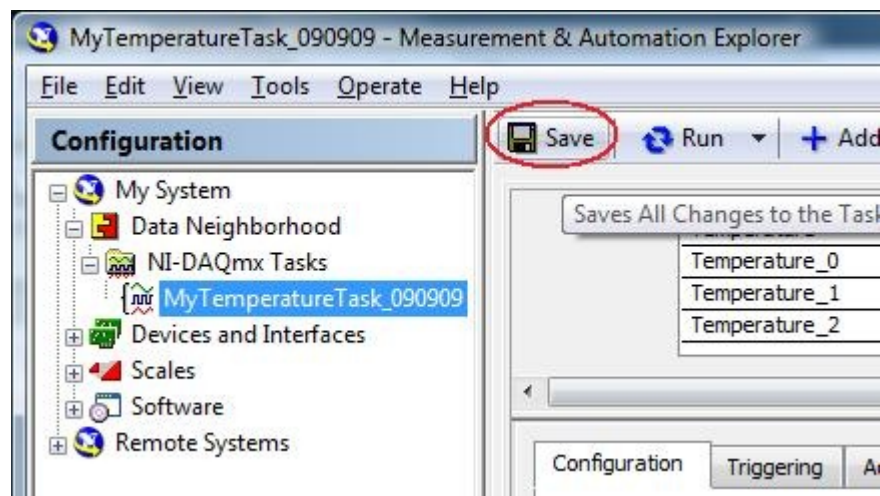 MyTemperatureTask_090909 - Measurement & Automation Explorer
File Edit View Tools Operate Help
Configuration
Save Run Add
My System
Data Neighborhood
NI-DAQmx Tasks
MyTemperatureTask_090909
Devices and Interfaces
Scales
Software
Remote Systems
Saves All Changes to the Task
Temperature
Temperature_0
Temperature_1
Temperature_2
Configuration Triggering